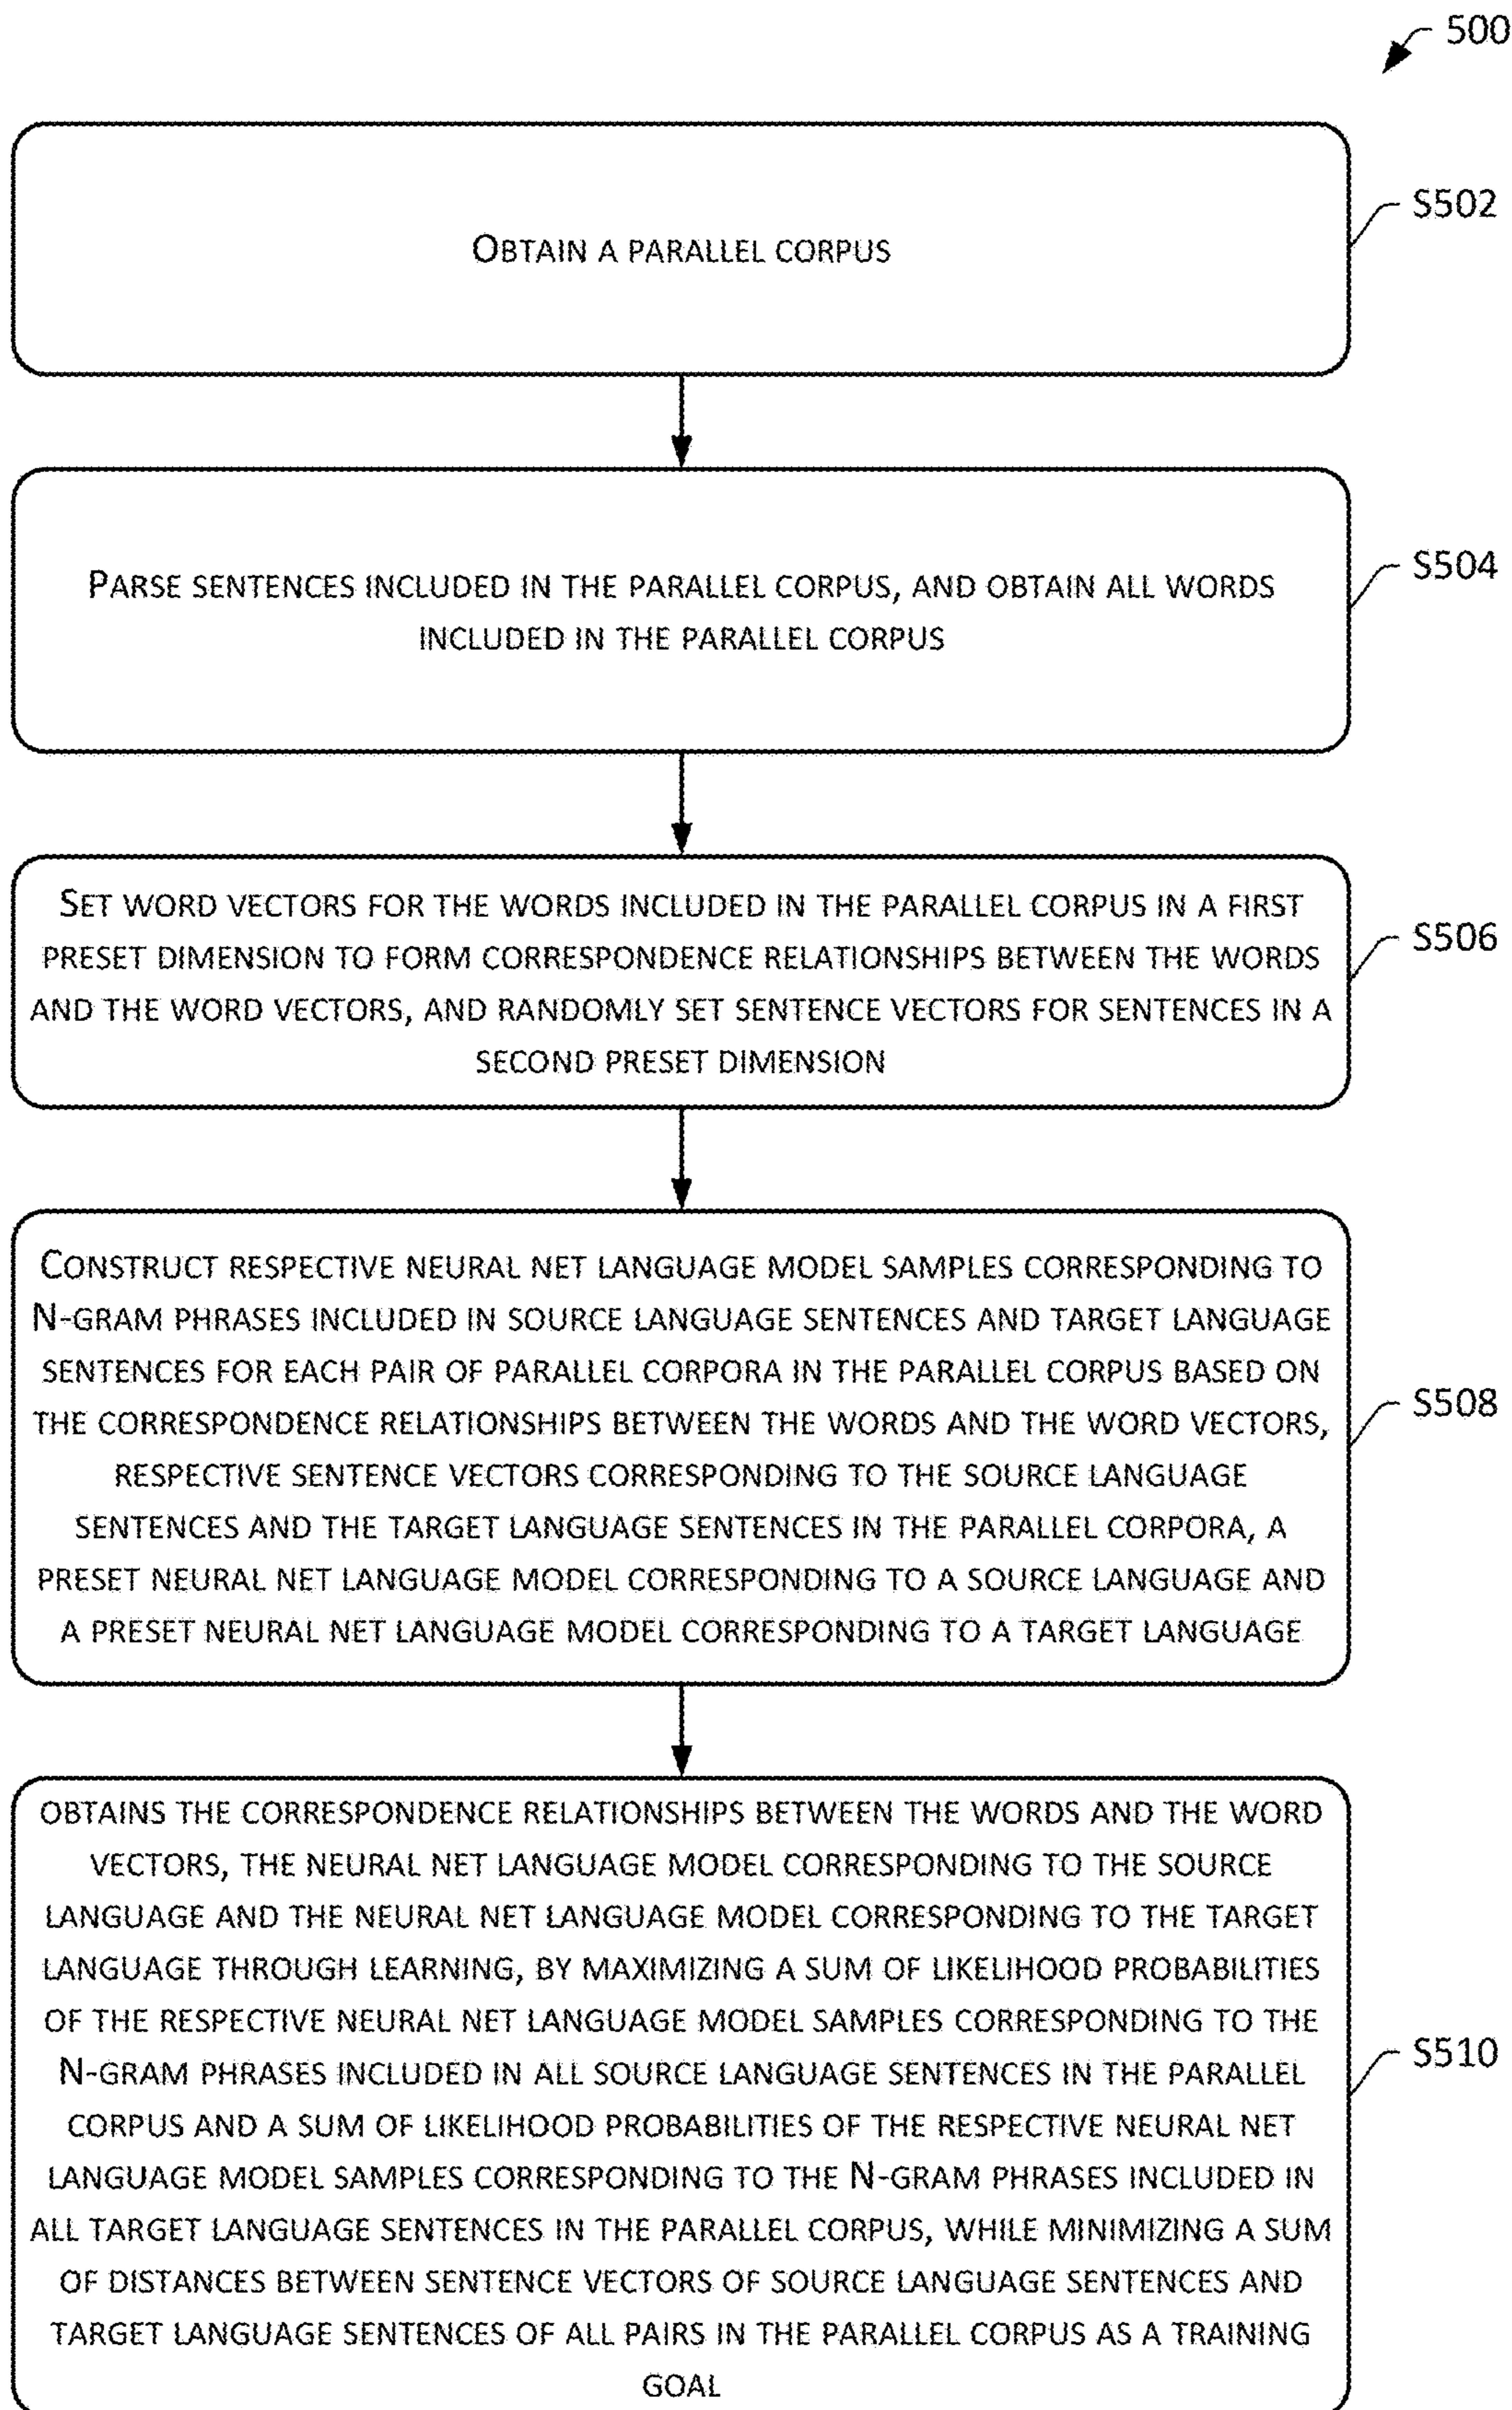 500
OBTAIN A PARALLEL CORPUS
S502
PARSE SENTENCES INCLUDED IN THE PARALLEL CORPUS, AND OBTAIN ALL WORDS
INCLUDED IN THE PARALLEL CORPUS
S504
SET WORD VECTORS FOR THE WORDS INCLUDED IN THE PARALLEL CORPUS IN A FIRST
PRESET DIMENSION TO FORM CORRESPONDENCE RELATIONSHIPS BETWEEN THE WORDS
AND THE WORD VECTORS, AND RANDOMLY SET SENTENCE VECTORS FOR SENTENCES IN A
SECOND PRESET DIMENSION
S506
CONSTRUCT RESPECTIVE NEURAL NET LANGUAGE MODEL SAMPLES CORRESPONDING TO
N-GRAM PHRASES INCLUDED IN SOURCE LANGUAGE SENTENCES AND TARGET LANGUAGE
SENTENCES FOR EACH PAIR OF PARALLEL CORPORA IN THE PARALLEL CORPUS BASED ON
THE CORRESPONDENCE RELATIONSHIPS BETWEEN THE WORDS AND THE WORD VECTORS,
RESPECTIVE SENTENCE VECTORS CORRESPONDING TO THE SOURCE LANGUAGE
SENTENCES AND THE TARGET LANGUAGE SENTENCES IN THE PARALLEL CORPORA, A
PRESET NEURAL NET LANGUAGE MODEL CORRESPONDING TO A SOURCE LANGUAGE AND
A PRESET NEURAL NET LANGUAGE MODEL CORRESPONDING TO A TARGET LANGUAGE
S508
OBTAINS THE CORRESPONDENCE RELATIONSHIPS BETWEEN THE WORDS AND THE WORD
VECTORS, THE NEURAL NET LANGUAGE MODEL CORRESPONDING TO THE SOURCE
LANGUAGE AND THE NEURAL NET LANGUAGE MODEL CORRESPONDING TO THE TARGET
LANGUAGE THROUGH LEARNING, BY MAXIMIZING A SUM OF LIKELIHOOD PROBABILITIES
OF THE RESPECTIVE NEURAL NET LANGUAGE MODEL SAMPLES CORRESPONDING TO THE
N-GRAM PHRASES INCLUDED IN ALL SOURCE LANGUAGE SENTENCES IN THE PARALLEL
CORPUS AND A SUM OF LIKELIHOOD PROBABILITIES OF THE RESPECTIVE NEURAL NET
LANGUAGE MODEL SAMPLES CORRESPONDING TO THE N-GRAM PHRASES INCLUDED IN
ALL TARGET LANGUAGE SENTENCES IN THE PARALLEL CORPUS, WHILE MINIMIZING A SUM
OF DISTANCES BETWEEN SENTENCE VECTORS OF SOURCE LANGUAGE SENTENCES AND
TARGET LANGUAGE SENTENCES OF ALL PAIRS IN THE PARALLEL CORPUS AS A TRAINING
GOAL
S510